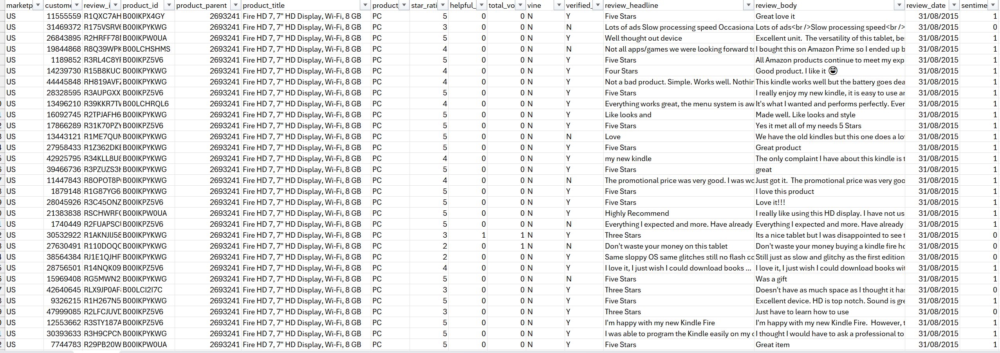 marketp custome review_i product_id product_parent product_title product_ star_rati helpful_ total_vo vine verified_ review_headline review_body review_date sentime
US 11555559 R1QXC7AH B00IKPX4GY 2693241 Fire HD 7, 7" HD Display, Wi-Fi, 8 GB PC 5 0 0 N Y Five Stars Great love it 31/08/2015 1
US 31469372 R175VSRV6 B00IKPYKWG 2693241 Fire HD 7, 7" HD Display, Wi-Fi, 8 GB PC 3 0 0 N N Lots of ads Slow processing speed Occasiona Lots of ads<br />Slow processing speed<br /> 31/08/2015 0
US 26843895 R2HRFF78 B00IKPW0UA 2693241 Fire HD 7, 7" HD Display, Wi-Fi, 8 GB PC 5 0 0 N Y Well thought out device Excellent unit.  The versatility of this tablet, be 31/08/2015 1
US 19844868 R8Q39WPK B00LCHSHMS 2693241 Fire HD 7, 7" HD Display, Wi-Fi, 8 GB PC 4 0 0 N N Not all apps/games we were looking forward to I bought this on Amazon Prime so I ended up b 31/08/2015 1
US 1189852 R3RL4C8Y B00IKPZ5V6 2693241 Fire HD 7, 7" HD Display, Wi-Fi, 8 GB PC 5 0 0 N Y Five Stars All Amazon products continue to meet my exp 31/08/2015 1
US 14239730 R15B8KUC B00IKPYKWG 2693241 Fire HD 7, 7" HD Display, Wi-Fi, 8 GB PC 4 0 0 N Y Four Stars Good product. I like it 31/08/2015 1
US 44445848 RH819AVFZ B00IKPYKWG 2693241 Fire HD 7, 7" HD Display, Wi-Fi, 8 GB PC 4 0 0 N Y Not a bad product. Simple. Works well. Nothin This kindle works well but the battery goes dea 31/08/2015 1
US 28328595 R3AUPGXX B00IKPZ5V6 2693241 Fire HD 7, 7" HD Display, Wi-Fi, 8 GB PC 5 0 0 N Y Five Stars I really enjoy my new kindle, it is easy to use a 31/08/2015 1
US 13496210 R39KKR7T B00LCHRQL6 2693241 Fire HD 7, 7" HD Display, Wi-Fi, 8 GB PC 4 0 0 N Y Everything works great, the menu system is aw It's what I wanted and performs perfectly. Ever 31/08/2015 1
US 16092745 R2TPJAFH6 B00IKPYKWG 2693241 Fire HD 7, 7" HD Display, Wi-Fi, 8 GB PC 5 0 0 N Y Like looks and Made well. Like looks and style 31/08/2015 1
US 17866289 R31K70PZY B00IKPZ5V6 2693241 Fire HD 7, 7" HD Display, Wi-Fi, 8 GB PC 5 0 0 N Y Five Stars Yes it met all of my needs 5 Stars 31/08/2015 1
US 13443121 R1ME7QUN B00IKPYKWG 2693241 Fire HD 7, 7" HD Display, Wi-Fi, 8 GB PC 5 0 0 N N Love We have the old kindles but this one does a lo 31/08/2015 1
US 27958433 R1Z362DK B00IKPYKWG 2693241 Fire HD 7, 7" HD Display, Wi-Fi, 8 GB PC 5 0 0 N Y Five Stars Great product 31/08/2015 1
US 42925795 R34KLL8U8 B00IKPYKWG 2693241 Fire HD 7, 7" HD Display, Wi-Fi, 8 GB PC 4 0 0 N Y my new kindle The only complaint I have about this kindle is t 31/08/2015 1
US 39466736 R3PZUZS3H B00IKPYKWG 2693241 Fire HD 7, 7" HD Display, Wi-Fi, 8 GB PC 5 0 0 N Y Five Stars great 31/08/2015 1
US 11447843 R8OPOT8P B00IKPYKWG 2693241 Fire HD 7, 7" HD Display, Wi-Fi, 8 GB PC 4 0 0 N N The promotional price was very good. I was wo Just got it.  The promotional price was very goo 31/08/2015 1
US 1879148 R1G87YG6 B00IKPYKWG 2693241 Fire HD 7, 7" HD Display, Wi-Fi, 8 GB PC 5 0 0 N Y Five Stars I love this product 31/08/2015 1
US 28045926 R3C45ONZ B00IKPZ5V6 2693241 Fire HD 7, 7" HD Display, Wi-Fi, 8 GB PC 5 0 0 N Y Five Stars Love it!!! 31/08/2015 1
US 21383838 RSCHWRF B00IKPW0UA 2693241 Fire HD 7, 7" HD Display, Wi-Fi, 8 GB PC 5 0 0 N Y Highly Recommend I really like using this HD display. I have not us 31/08/2015 1
US 1740449 R2FUAPSC B00IKPZ5V6 2693241 Fire HD 7, 7" HD Display, Wi-Fi, 8 GB PC 5 0 0 N N Everything I expected and more. Have already Everything I expected and more. Have already 31/08/2015 1
US 30532922 R1AKNJIJ58 B00IKPYKWG 2693241 Fire HD 7, 7" HD Display, Wi-Fi, 8 GB PC 3 1 1 N Y Three Stars Its a nice tablet but I was disappointed to see t 31/08/2015 0
US 27630491 R110DOQC B00IKPYKWG 2693241 Fire HD 7, 7" HD Display, Wi-Fi, 8 GB PC 2 0 1 N N Don't waste your money on this tablet Don't waste your money buying a kindle fire hd 31/08/2015 0
US 38564384 RJ1E1QJHF B00IKPYKWG 2693241 Fire HD 7, 7" HD Display, Wi-Fi, 8 GB PC 2 0 0 N Y Same sloppy OS same glitches still no flash co Still just as slow and glitchy as the first edition 31/08/2015 0
US 28756501 R14NQK09 B00IKPZ5V6 2693241 Fire HD 7, 7" HD Display, Wi-Fi, 8 GB PC 4 0 0 N Y I love it, I just wish I could download books ... I love it, I just wish I could download books wit 31/08/2015 1
US 15969408 RG5MWN2 B00IKPYKWG 2693241 Fire HD 7, 7" HD Display, Wi-Fi, 8 GB PC 5 0 0 N N Five Stars Was a gift 31/08/2015 1
US 42640645 RLX9JP0AF B00LCI2I7C 2693241 Fire HD 7, 7" HD Display, Wi-Fi, 8 GB PC 3 0 0 N Y Three Stars Doesn't have as much space as I thought it has 31/08/2015 0
US 9326215 R1H267N5 B00IKPYKWG 2693241 Fire HD 7, 7" HD Display, Wi-Fi, 8 GB PC 5 0 0 N Y Five Stars Excellent device. HD is top notch. Sound is gre 31/08/2015 1
US 47999085 R2LFCJUVD B00IKPZ5V6 2693241 Fire HD 7, 7" HD Display, Wi-Fi, 8 GB PC 3 0 0 N Y Three Stars Just have to learn how to use 31/08/2015 0
US 12553662 R3STY187A B00IKPZ5V6 2693241 Fire HD 7, 7" HD Display, Wi-Fi, 8 GB PC 5 0 0 N Y I'm happy with my new Kindle Fire I'm happy with my new Kindle Fire.  However, t 31/08/2015 1
US 30393633 R3H9CPCN B00IKPYKWG 2693241 Fire HD 7, 7" HD Display, Wi-Fi, 8 GB PC 5 0 0 N Y I was able to program the Kindle easily on my o I thought I would have to ask a professional to 31/08/2015 1
US 7744783 R29PB20W B00IKPW0UA 2693241 Fire HD 7, 7" HD Display, Wi-Fi, 8 GB PC 5 0 0 N Y Five Stars Great item 31/08/2015 1